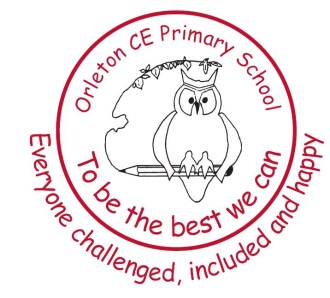 Orleton CE Primary School
To be the best we can
Everyone challenged, included and happy